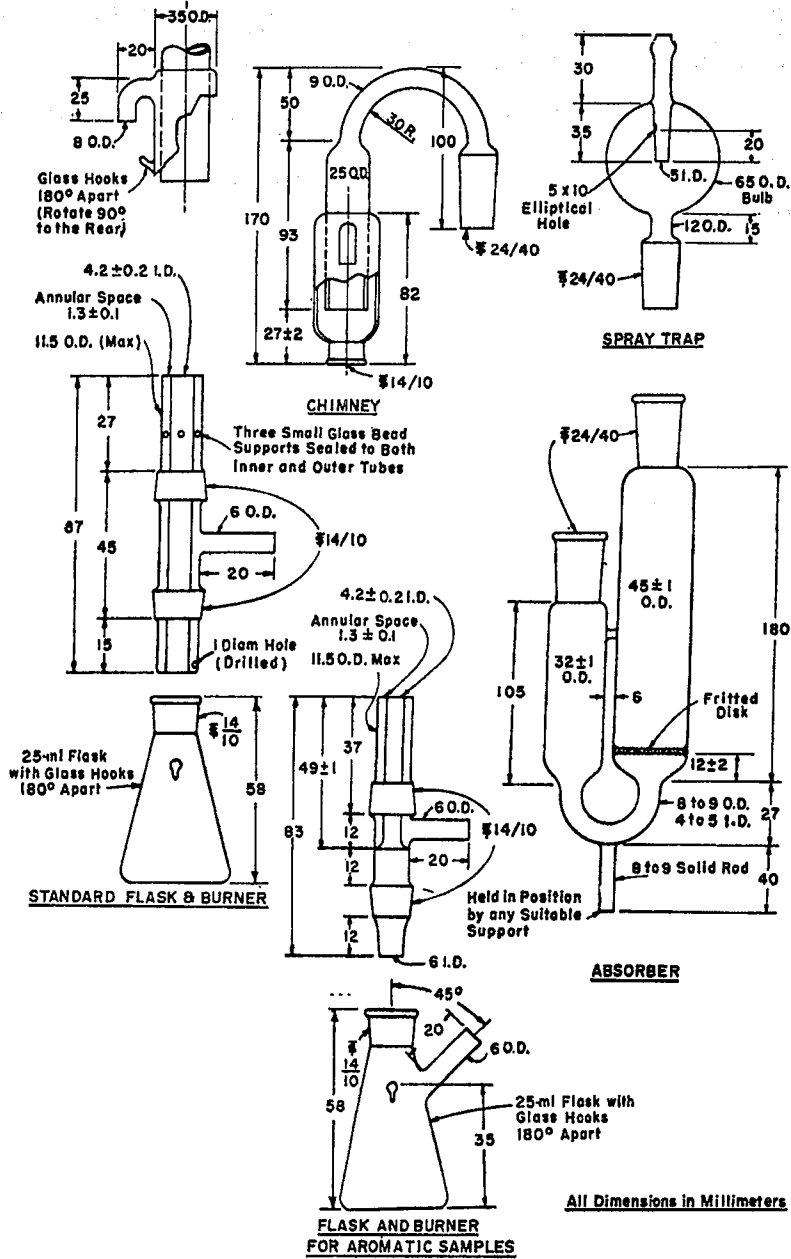 35 O.D.
20
25
8 O.D.
Glass Hooks
180° Apart
(Rotate 90°
to the Rear)
9 O.D.
50
30 R.
100
25 O.D.
170
93
82
27±2
24/40
14/10
CHIMNEY
30
35
20
5 I.D.
5 x 10
Elliptical
Hole
65 O.D.
Bulb
12 O.D.
15
24/40
SPRAY TRAP
4.2±0.2 I.D.
Annular Space
1.3±0.1
11.5 O.D. (Max)
27
Three Small Glass Bead
Supports Sealed to Both
Inner and Outer Tubes
87
45
6 O.D.
14/10
20
15
1 Diam Hole
(Drilled)
14
10
25-ml Flask
with Glass Hooks
180° Apart
58
STANDARD FLASK & BURNER
4.2±0.2 I.D.
Annular Space
1.3±0.1
11.5 O.D. Max
37
49±1
83
12
6 O.D.
14/10
20
12
12
6 I.D.
24/40
45±1
O.D.
180
32±1
O.D.
105
6
Fritted
Disk
12±2
8 to 9 O.D.
4 to 5 I.D.
27
8 to 9 Solid Rod
40
Held in Position
by any Suitable
Support
ABSORBER
45°
20
6 O.D.
14
10
58
35
25-ml Flask with
Glass Hooks
180° Apart
FLASK AND BURNER
FOR AROMATIC SAMPLES
All Dimensions in Millimeters